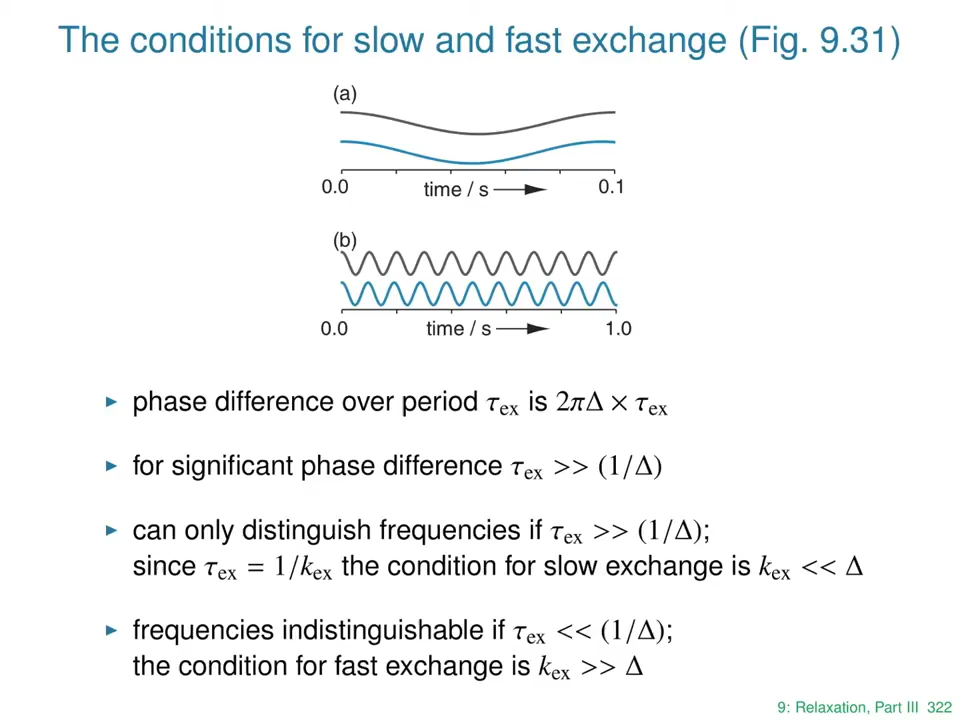 The conditions for slow and fast exchange (Fig. 9.31)
(a)
0.0 time / s 0.1
(b)
0.0 time / s 1.0
▶ phase difference over period τex is 2πΔ × τex
▶ for significant phase difference τex >> (1/Δ)
▶ can only distinguish frequencies if τex >> (1/Δ);
since τex = 1/kex the condition for slow exchange is kex << Δ
▶ frequencies indistinguishable if τex << (1/Δ);
the condition for fast exchange is kex >> Δ
9: Relaxation, Part III 322